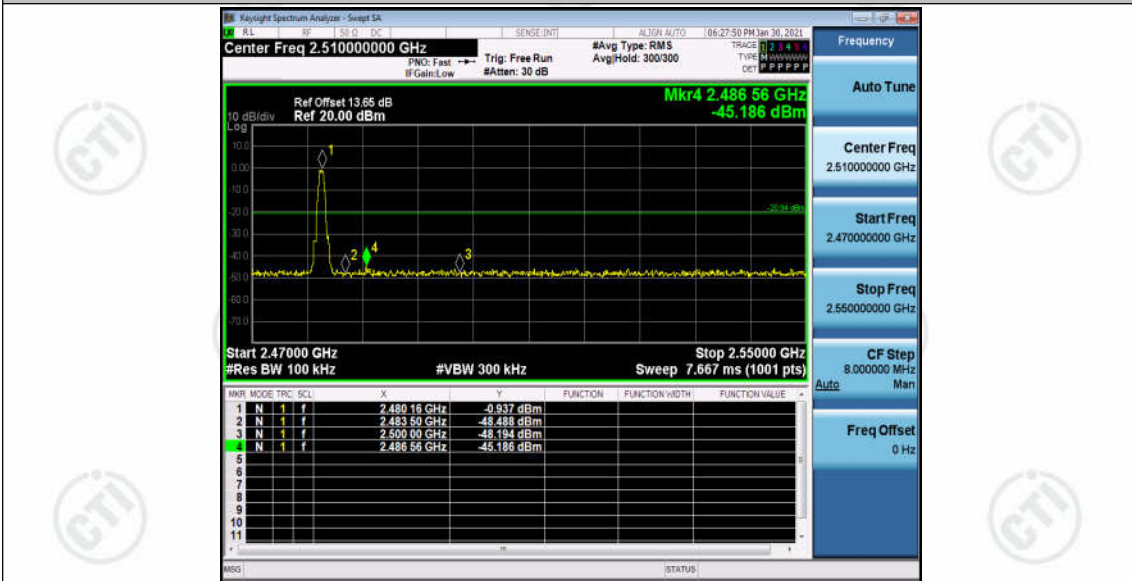 Keysight Spectrum Analyzer - Swept SA
RL RF 50 Ω DC SENSE:INT ALIGN AUTO 06:27:50 PM Jan 30, 2021
Center Freq 2.510000000 GHz
PNO: Fast
IFGain:Low
Trig: Free Run
#Atten: 30 dB
#Avg Type: RMS
Avg|Hold: 300/300
TRACE 1 2 3 4 5 6
TYPE M WWWWW
DET P P P P P P
Frequency
Auto Tune
Center Freq
2.510000000 GHz
Start Freq
2.470000000 GHz
Stop Freq
2.550000000 GHz
CF Step
8.000000 MHz
Auto Man
Freq Offset
0 Hz
Mkr4 2.486 56 GHz
-45.186 dBm
Ref Offset 13.65 dB
10 dB/div Ref 20.00 dBm
Log
10.0
0.00
-10.0
-20.0
-30.0
-40.0
-50.0
-60.0
-70.0
-20.94 dBm
1
2
4
3
Start 2.47000 GHz Stop 2.55000 GHz
#Res BW 100 kHz #VBW 300 kHz Sweep 7.667 ms (1001 pts)
MKR MODE TRC SCL X Y FUNCTION FUNCTION WIDTH FUNCTION VALUE
1 N 1 f 2.480 16 GHz -0.937 dBm
2 N 1 f 2.483 50 GHz -48.488 dBm
3 N 1 f 2.500 00 GHz -48.194 dBm
4 N 1 f 2.486 56 GHz -45.186 dBm
5
6
7
8
9
10
11
MSG STATUS
CTI
CTI
CTI
CTI